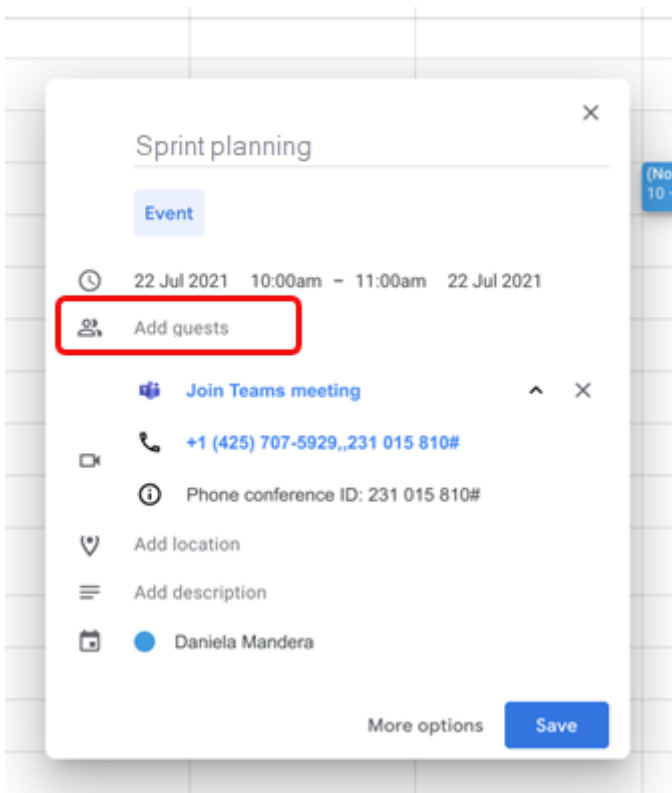 Sprint planning
(No
10 -
Event
22 Jul 2021 10:00am – 11:00am 22 Jul 2021
Add guests
Join Teams meeting
+1 (425) 707-5929,,231 015 810#
Phone conference ID: 231 015 810#
Add location
Add description
Daniela Mandera
More options Save